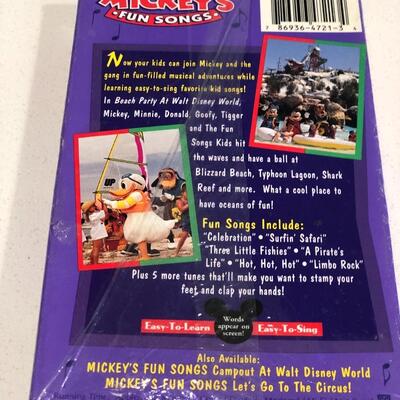 MICKEY'S
•FUN SONGS•
7 86936-4721-3 4
Now your kids can join Mickey and the
gang in fun-filled musical adventures while
learning easy-to-sing favorite kid songs!
In Beach Party At Walt Disney World,
Mickey, Minnie, Donald, Goofy, Tigger
and The Fun
Songs Kids hit
the waves and have a ball at
Blizzard Beach, Typhoon Lagoon, Shark
Reef and more. What a cool place to
have oceans of fun!
Fun Songs Include:
"Celebration" • "Surfin' Safari"
"Three Little Fishies" • "A Pirate's
Life" • "Hot, Hot, Hot" • "Limbo Rock"
Plus 5 more tunes that'll make you want to stamp your
feet and clap your hands!
Easy-To-Learn
Words
appear on
screen!
Easy-To-Sing
Also Available:
MICKEY'S FUN SONGS Campout At Walt Disney World
MICKEY'S FUN SONGS Let's Go To The Circus!